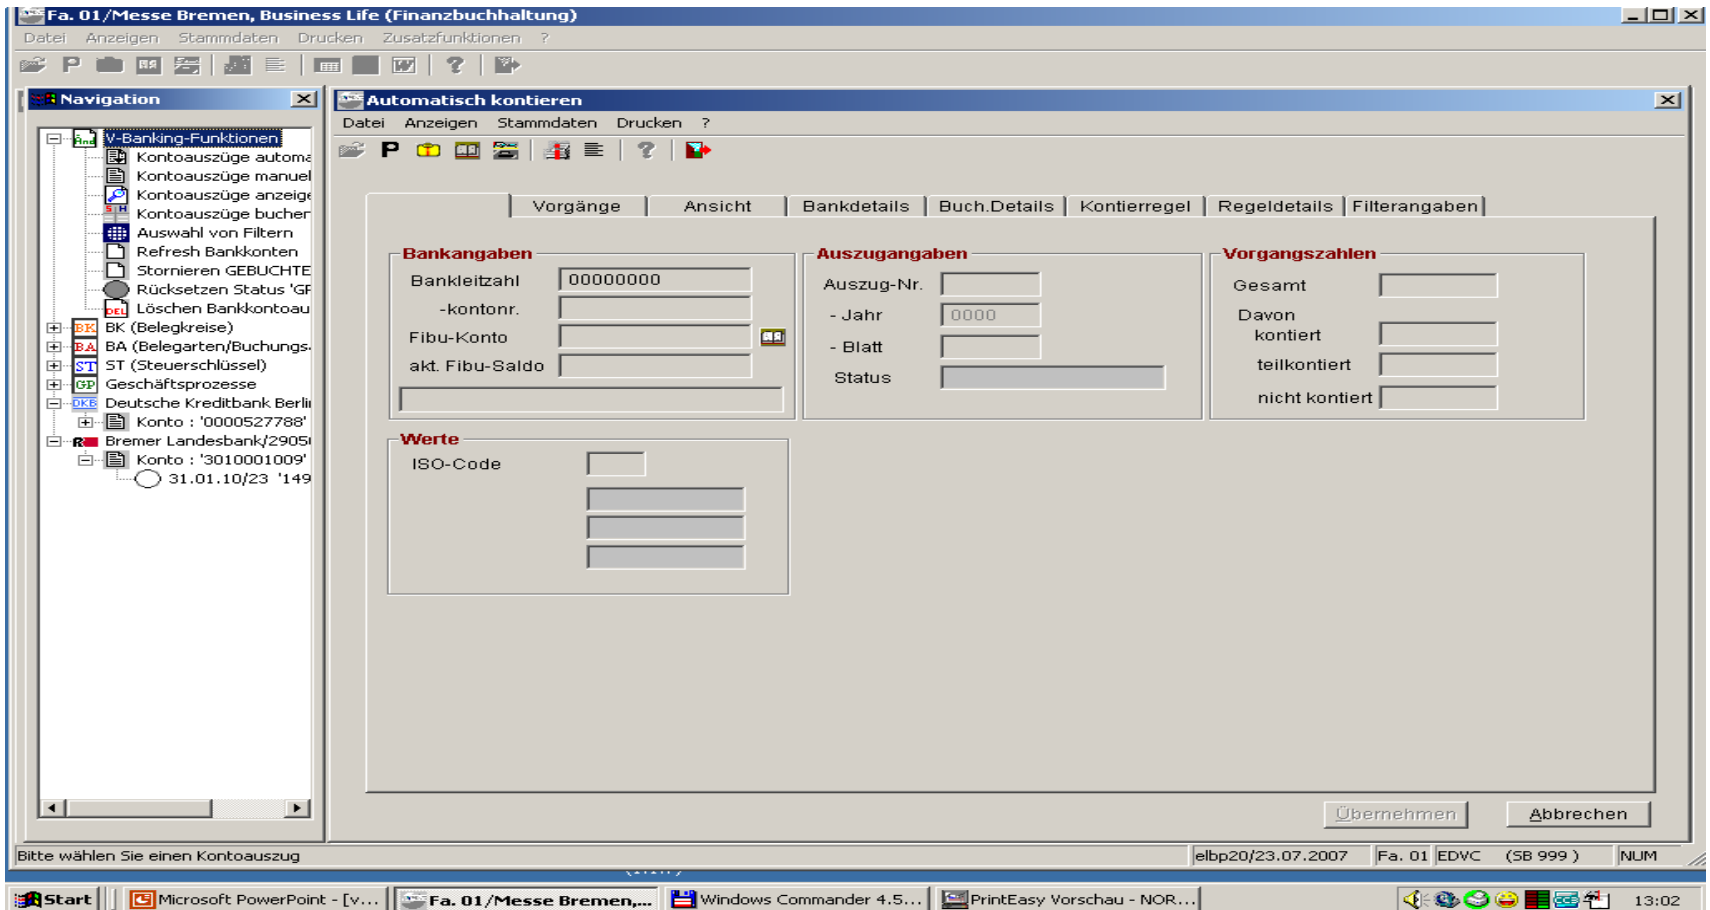 Fa. 01/Messe Bremen, Business Life (Finanzbuchhaltung)
Datei Anzeigen Stammdaten Drucken Zusatzfunktionen ?
Navigation
V-Banking-Funktionen
Kontoauszüge automa
Kontoauszüge manuel
Kontoauszüge anzeige
Kontoauszüge bucher
Auswahl von Filtern
Refresh Bankkonten
Stornieren GEBUCHTE
Rücksetzen Status 'GF
Löschen Bankkontoau
BK BK (Belegkreise)
BA BA (Belegarten/Buchungs.
ST ST (Steuerschlüssel)
GP Geschäftsprozesse
DKB Deutsche Kreditbank Berlin
Konto : '0000527788'
Bremer Landesbank/2905
Konto : '3010001009'
31.01.10/23 '149
Automatisch kontieren
Datei Anzeigen Stammdaten Drucken ?
Vorgänge Ansicht Bankdetails Buch.Details Kontierregel Regeldetails Filterangaben
Bankangaben
Bankleitzahl 00000000
-kontonr.
Fibu-Konto
akt. Fibu-Saldo
Auszugangaben
Auszug-Nr.
- Jahr 0000
- Blatt
Status
Vorgangszahlen
Gesamt
Davon
kontiert
teilkontiert
nicht kontiert
Werte
ISO-Code
Übernehmen Abbrechen
Bitte wählen Sie einen Kontoauszug elbp20/23.07.2007 Fa. 01 EDVC (SB 999 ) NUM
Start Microsoft PowerPoint - [v... Fa. 01/Messe Bremen,... Windows Commander 4.5... PrintEasy Vorschau - NOR... 13:02